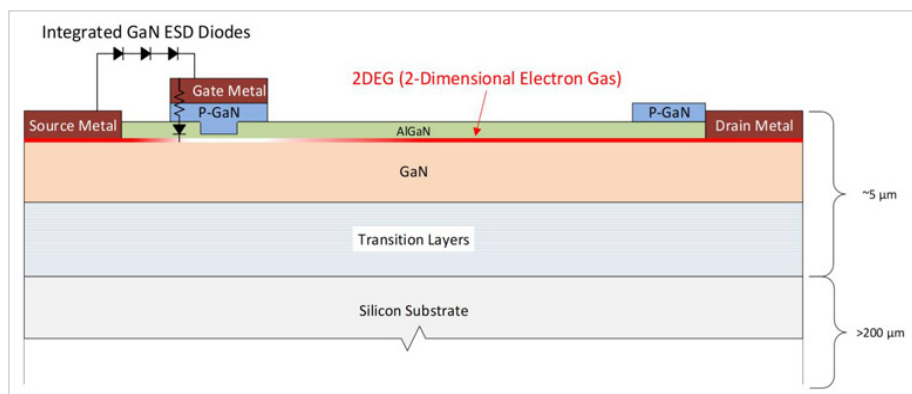 Integrated GaN ESD Diodes
2DEG (2-Dimensional Electron Gas)
Gate Metal
P-GaN
P-GaN
Source Metal
AlGaN
Drain Metal
GaN
~5 µm
Transition Layers
Silicon Substrate
>200 µm